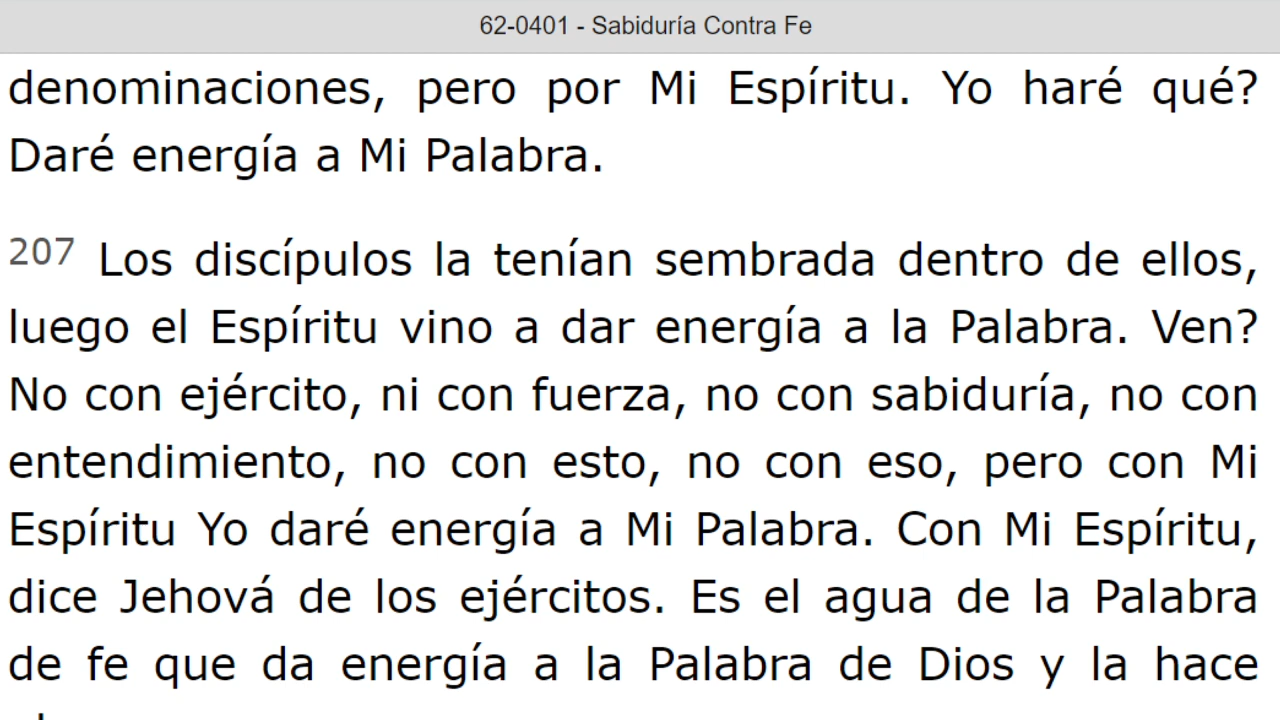 62-0401 - Sabiduría Contra Fe
denominaciones, pero por Mi Espíritu. Yo haré qué?
Daré energía a Mi Palabra.
207 Los discípulos la tenían sembrada dentro de ellos,
luego el Espíritu vino a dar energía a la Palabra. Ven?
No con ejército, ni con fuerza, no con sabiduría, no con
entendimiento, no con esto, no con eso, pero con Mi
Espíritu Yo daré energía a Mi Palabra. Con Mi Espíritu,
dice Jehová de los ejércitos. Es el agua de la Palabra
de fe que da energía a la Palabra de Dios y la hace